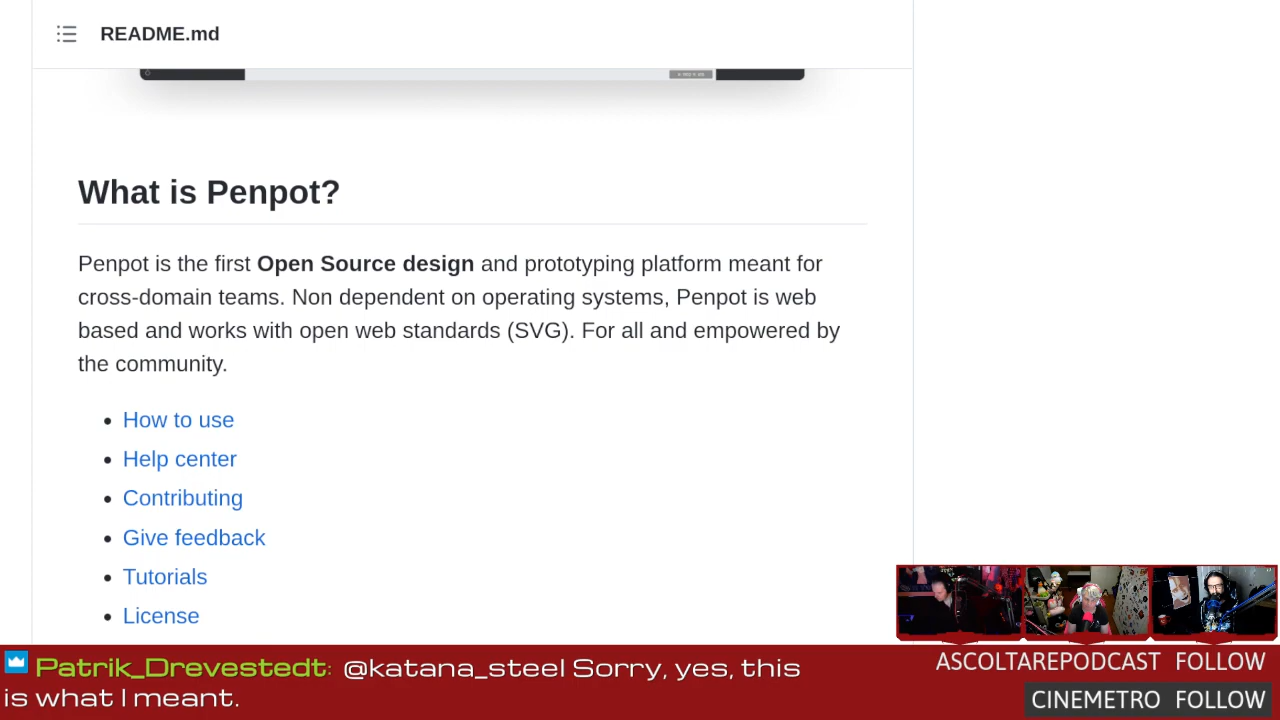 README.md
What is Penpot?
Penpot is the first Open Source design and prototyping platform meant for
cross-domain teams. Non dependent on operating systems, Penpot is web
based and works with open web standards (SVG). For all and empowered by
the community.
How to use
Help center
Contributing
Give feedback
Tutorials
License
Patrik_Drevestedt: @katana_steel Sorry, yes, this
is what I meant.
ASCOLTAREPODCAST FOLLOW
CINEMETRO FOLLOW